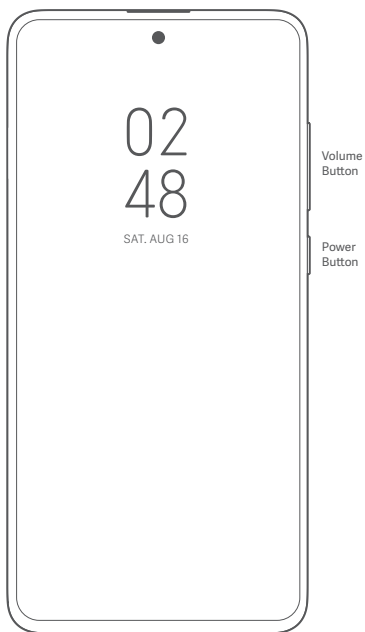 02
48
SAT. AUG 16
Volume
Button
Power
Button